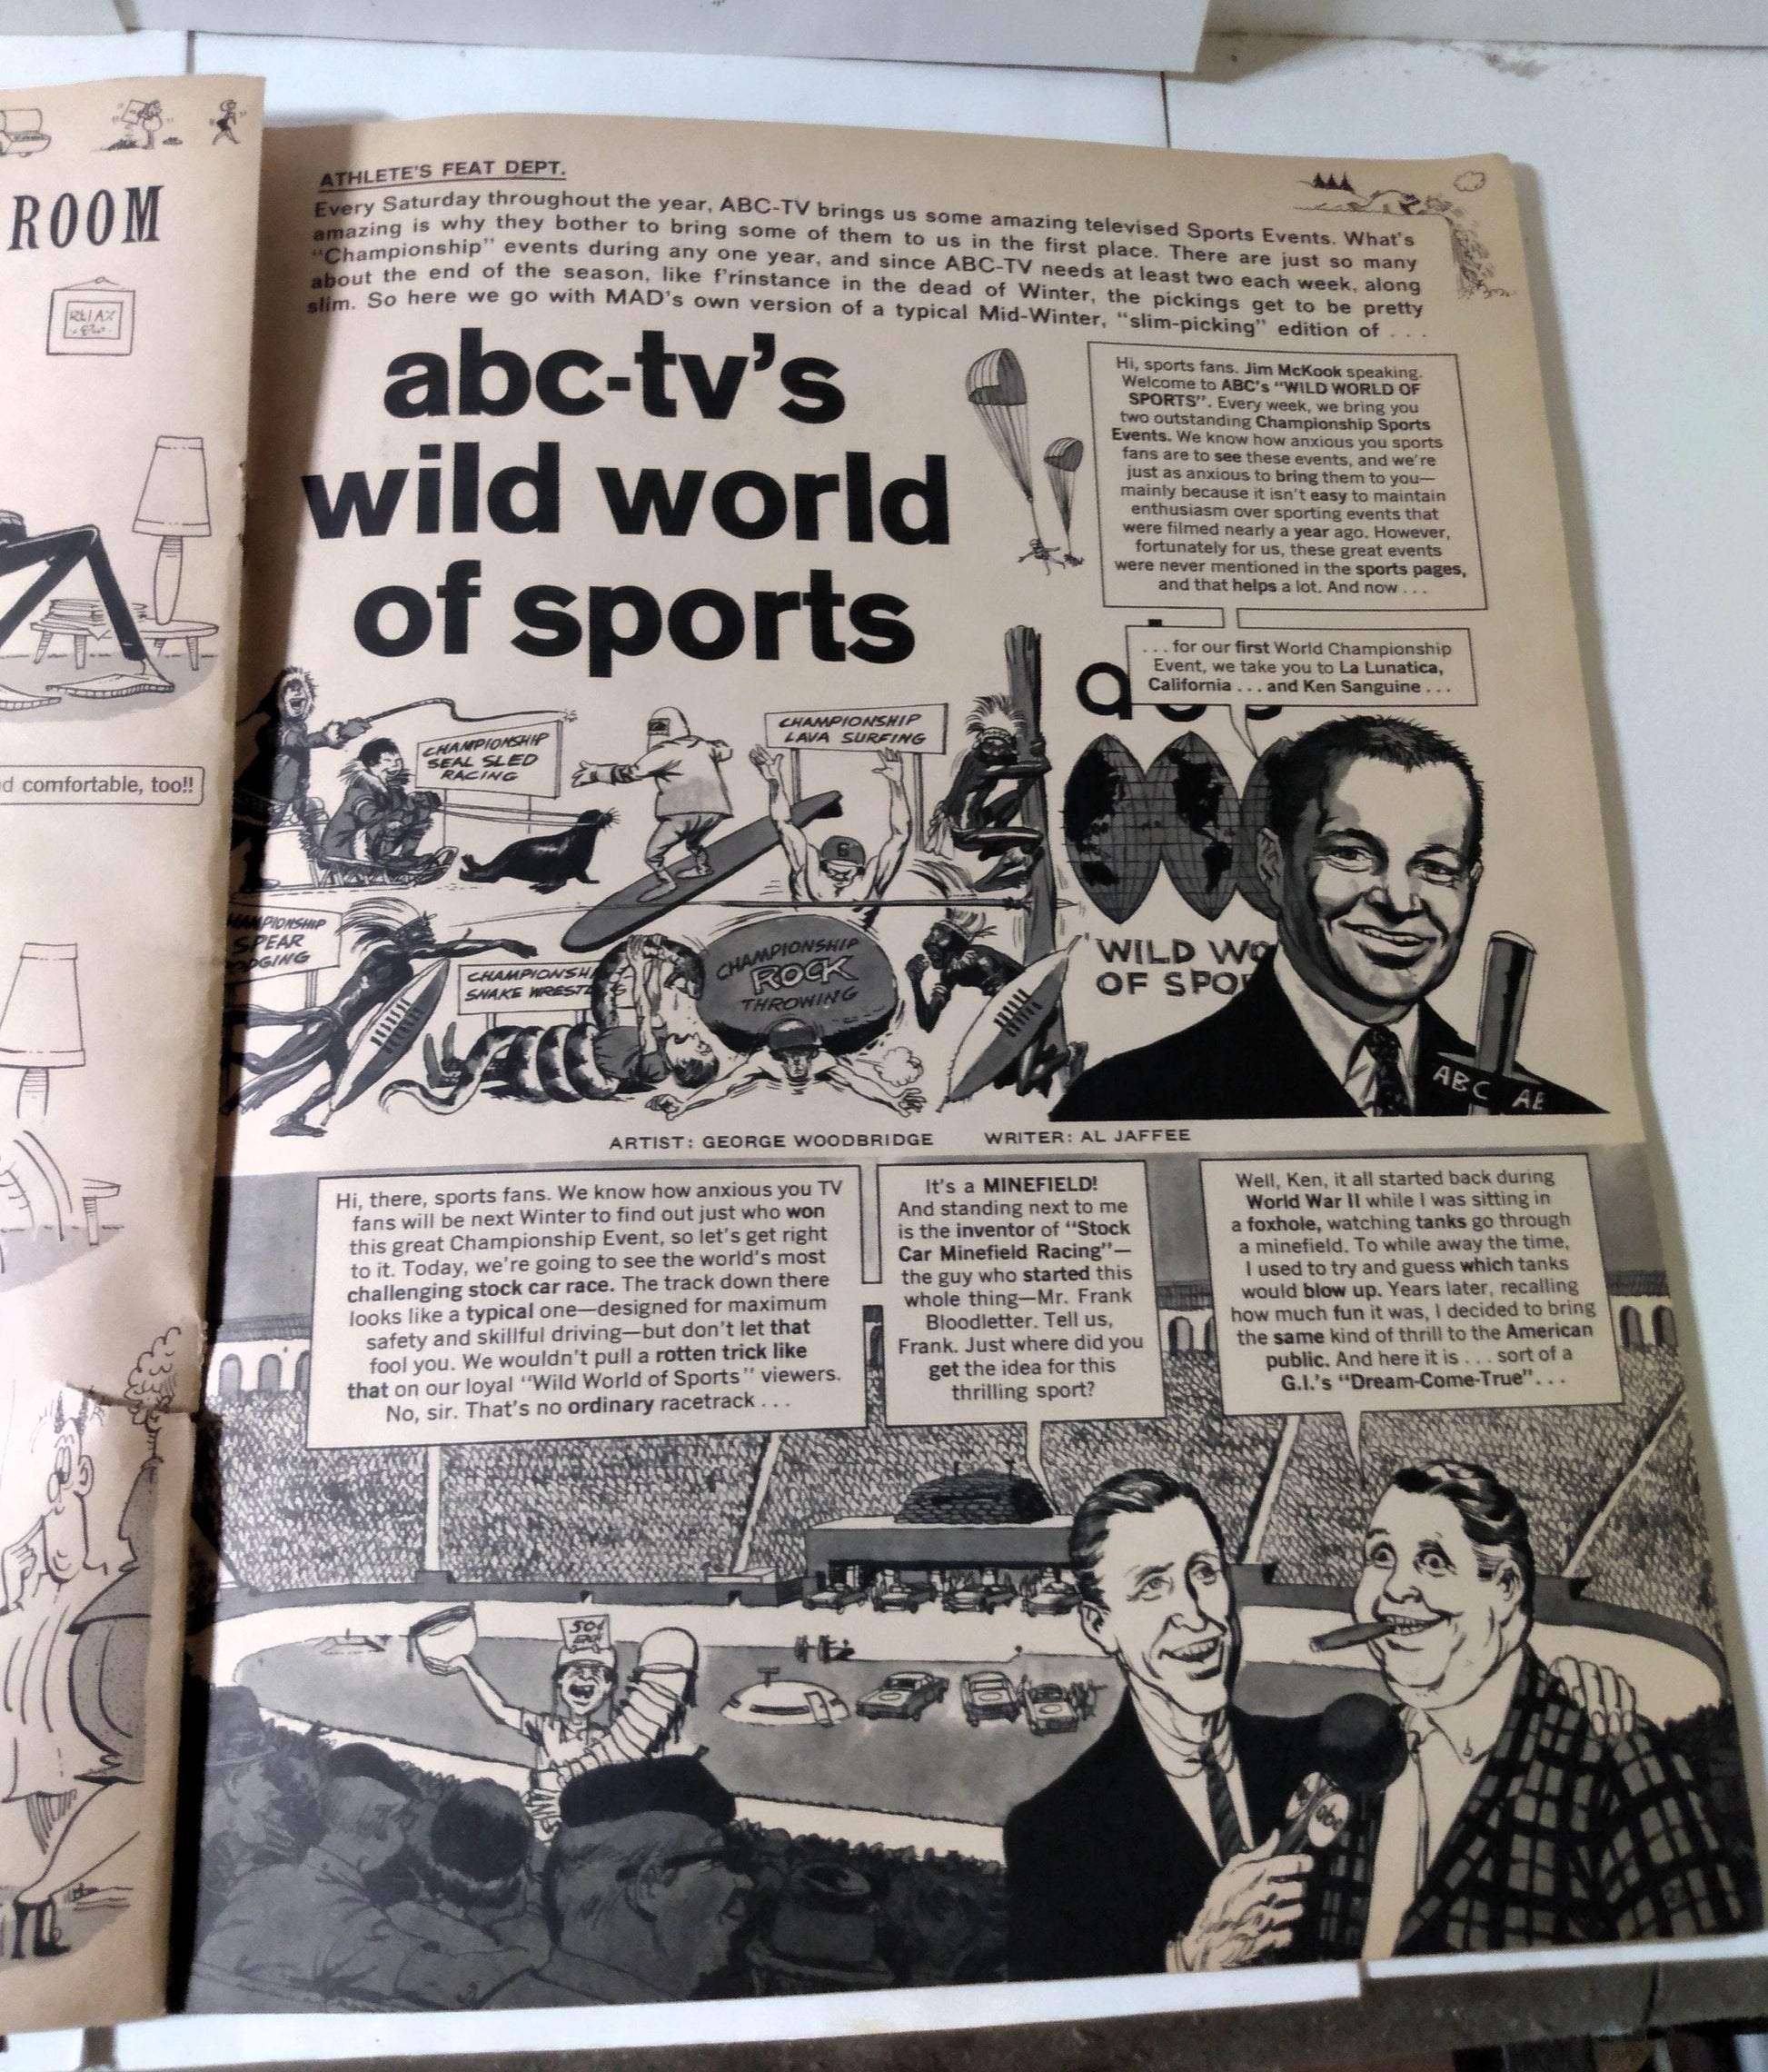 ROOM
RELAX
d comfortable, too!!
ATHLETE'S FEAT DEPT.
Every Saturday throughout the year, ABC-TV brings us some amazing televised Sports Events. What's
amazing is why they bother to bring some of them to us in the first place. There are just so many
"Championship" events during any one year, and since ABC-TV needs at least two each week, along
about the end of the season, like f'rinstance in the dead of Winter, the pickings get to be pretty
slim. So here we go with MAD's own version of a typical Mid-Winter, "slim-picking" edition of . . .
abc-tv's
wild world
of sports
Hi, sports fans. Jim McKook speaking.
Welcome to ABC's "WILD WORLD OF
SPORTS". Every week, we bring you
two outstanding Championship Sports
Events. We know how anxious you sports
fans are to see these events, and we're
just as anxious to bring them to you—
mainly because it isn't easy to maintain
enthusiasm over sporting events that
were filmed nearly a year ago. However,
fortunately for us, these great events
were never mentioned in the sports pages,
and that helps a lot. And now . . .
. . . for our first World Championship
Event, we take you to La Lunatica,
California . . . and Ken Sanguine . . .
CHAMPIONSHIP
SEAL SLED
RACING
CHAMPIONSHIP
LAVA SURFING
6
HAMPIONSHIP
SPEAR
ODGING
CHAMPIONSHI
SNAKE WREST
CHAMPIONSHIP
ROCK
THROWING
'WILD WO
OF SPO
ABC AB
ARTIST: GEORGE WOODBRIDGE WRITER: AL JAFFEE
Hi, there, sports fans. We know how anxious you TV
fans will be next Winter to find out just who won
this great Championship Event, so let's get right
to it. Today, we're going to see the world's most
challenging stock car race. The track down there
looks like a typical one—designed for maximum
safety and skillful driving—but don't let that
fool you. We wouldn't pull a rotten trick like
that on our loyal "Wild World of Sports" viewers.
No, sir. That's no ordinary racetrack . . .
It's a MINEFIELD!
And standing next to me
is the inventor of "Stock
Car Minefield Racing"—
the guy who started this
whole thing—Mr. Frank
Bloodletter. Tell us,
Frank. Just where did you
get the idea for this
thrilling sport?
Well, Ken, it all started back during
World War II while I was sitting in
a foxhole, watching tanks go through
a minefield. To while away the time,
I used to try and guess which tanks
would blow up. Years later, recalling
how much fun it was, I decided to bring
the same kind of thrill to the American
public. And here it is . . . sort of a
G.I.'s "Dream-Come-True". . .
50¢
abc